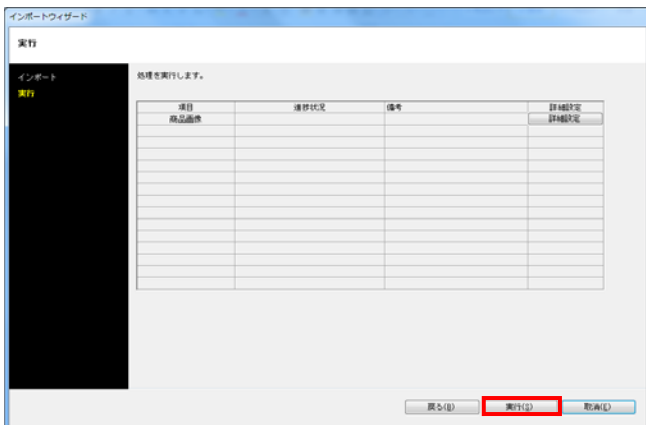 インポートウィザード
実行
インポート
実行
処理を実行します。
項目 進捗状況 備考 詳細設定
商品画像 詳細設定
戻る(B) 実行(S) 取消(C)